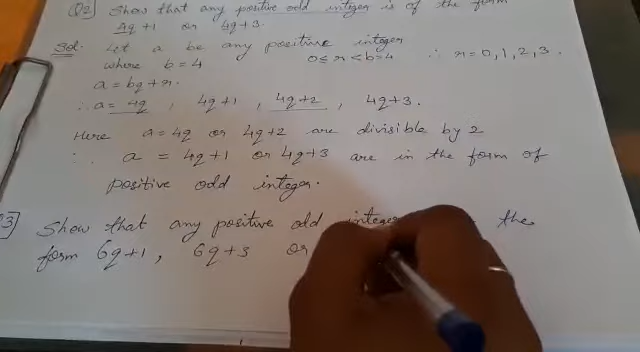 Q2] Show that any positive odd integer is of the form
4q+1 or 4q+3.
Sol. Let a be any positive integer
where b=4 0≤r<b=4 ∴ r=0,1,2,3.
a=bq+r.
∴ a=4q, 4q+1, 4q+2, 4q+3.
Here a=4q or 4q+2 are divisible by 2
∴ a = 4q+1 or 4q+3 are in the form of
positive odd integer.
3] Show that any positive odd integer the
form 6q+1, 6q+3 or